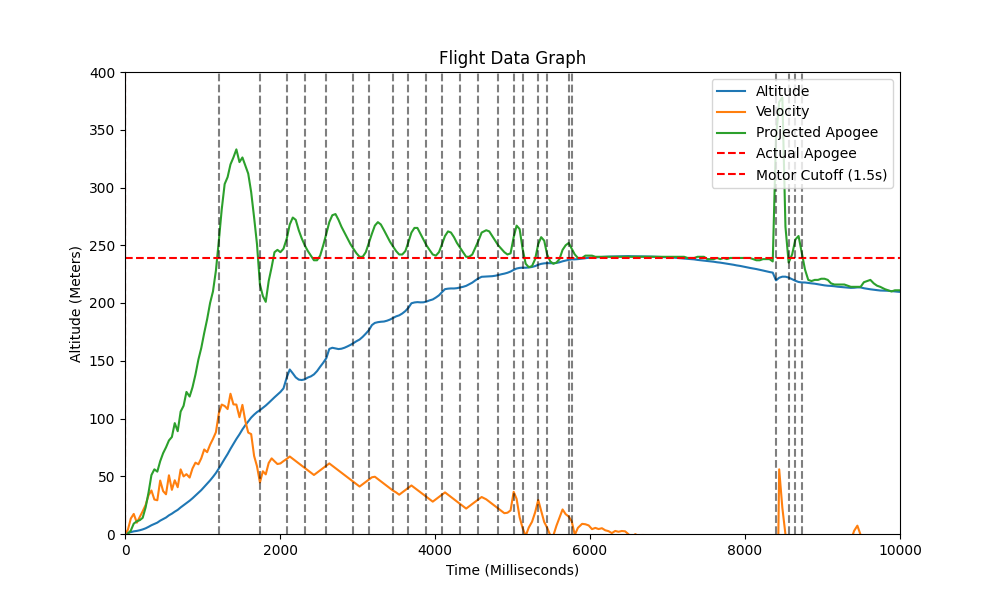 Flight Data Graph
Altitude (Meters)
400
350
300
250
200
150
100
50
0
Altitude
Velocity
Projected Apogee
Actual Apogee
Motor Cutoff (1.5s)
0 2000 4000 6000 8000 10000
Time (Milliseconds)